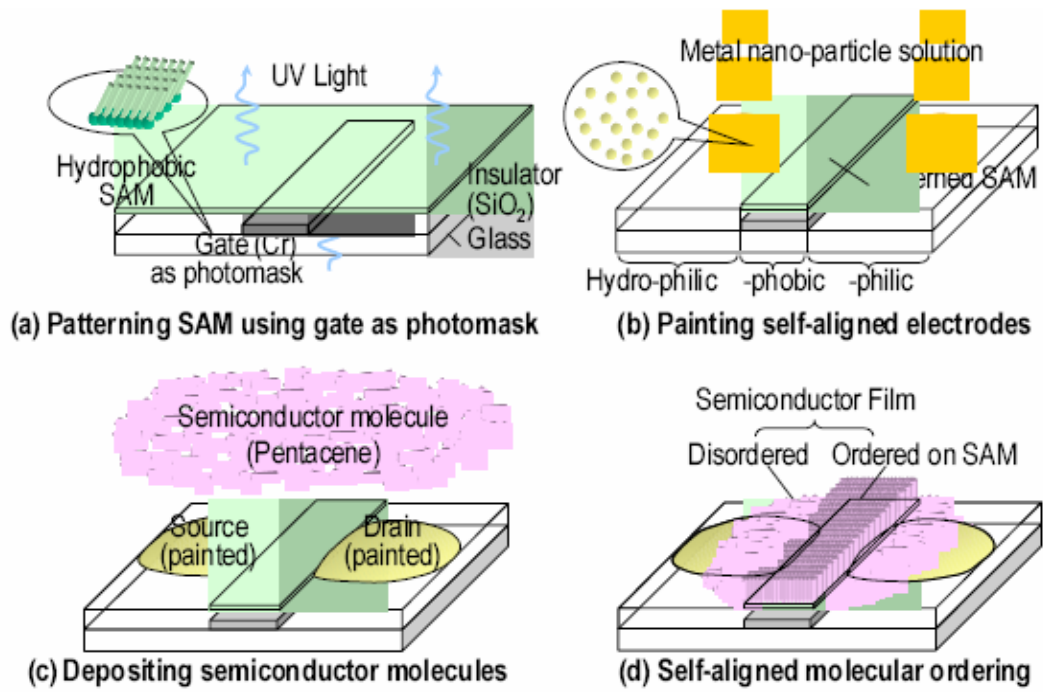 UV Light
Hydrophobic
SAM
Insulator
(SiO2)
Glass
Gate (Cr)
as photomask
(a) Patterning SAM using gate as photomask
Metal nano-particle solution
erned SAM
Hydro-philic -phobic -philic
(b) Painting self-aligned electrodes
Semiconductor molecule
(Pentacene)
Source
(painted)
Drain
(painted)
(c) Depositing semiconductor molecules
Semiconductor Film
Disordered Ordered on SAM
(d) Self-aligned molecular ordering